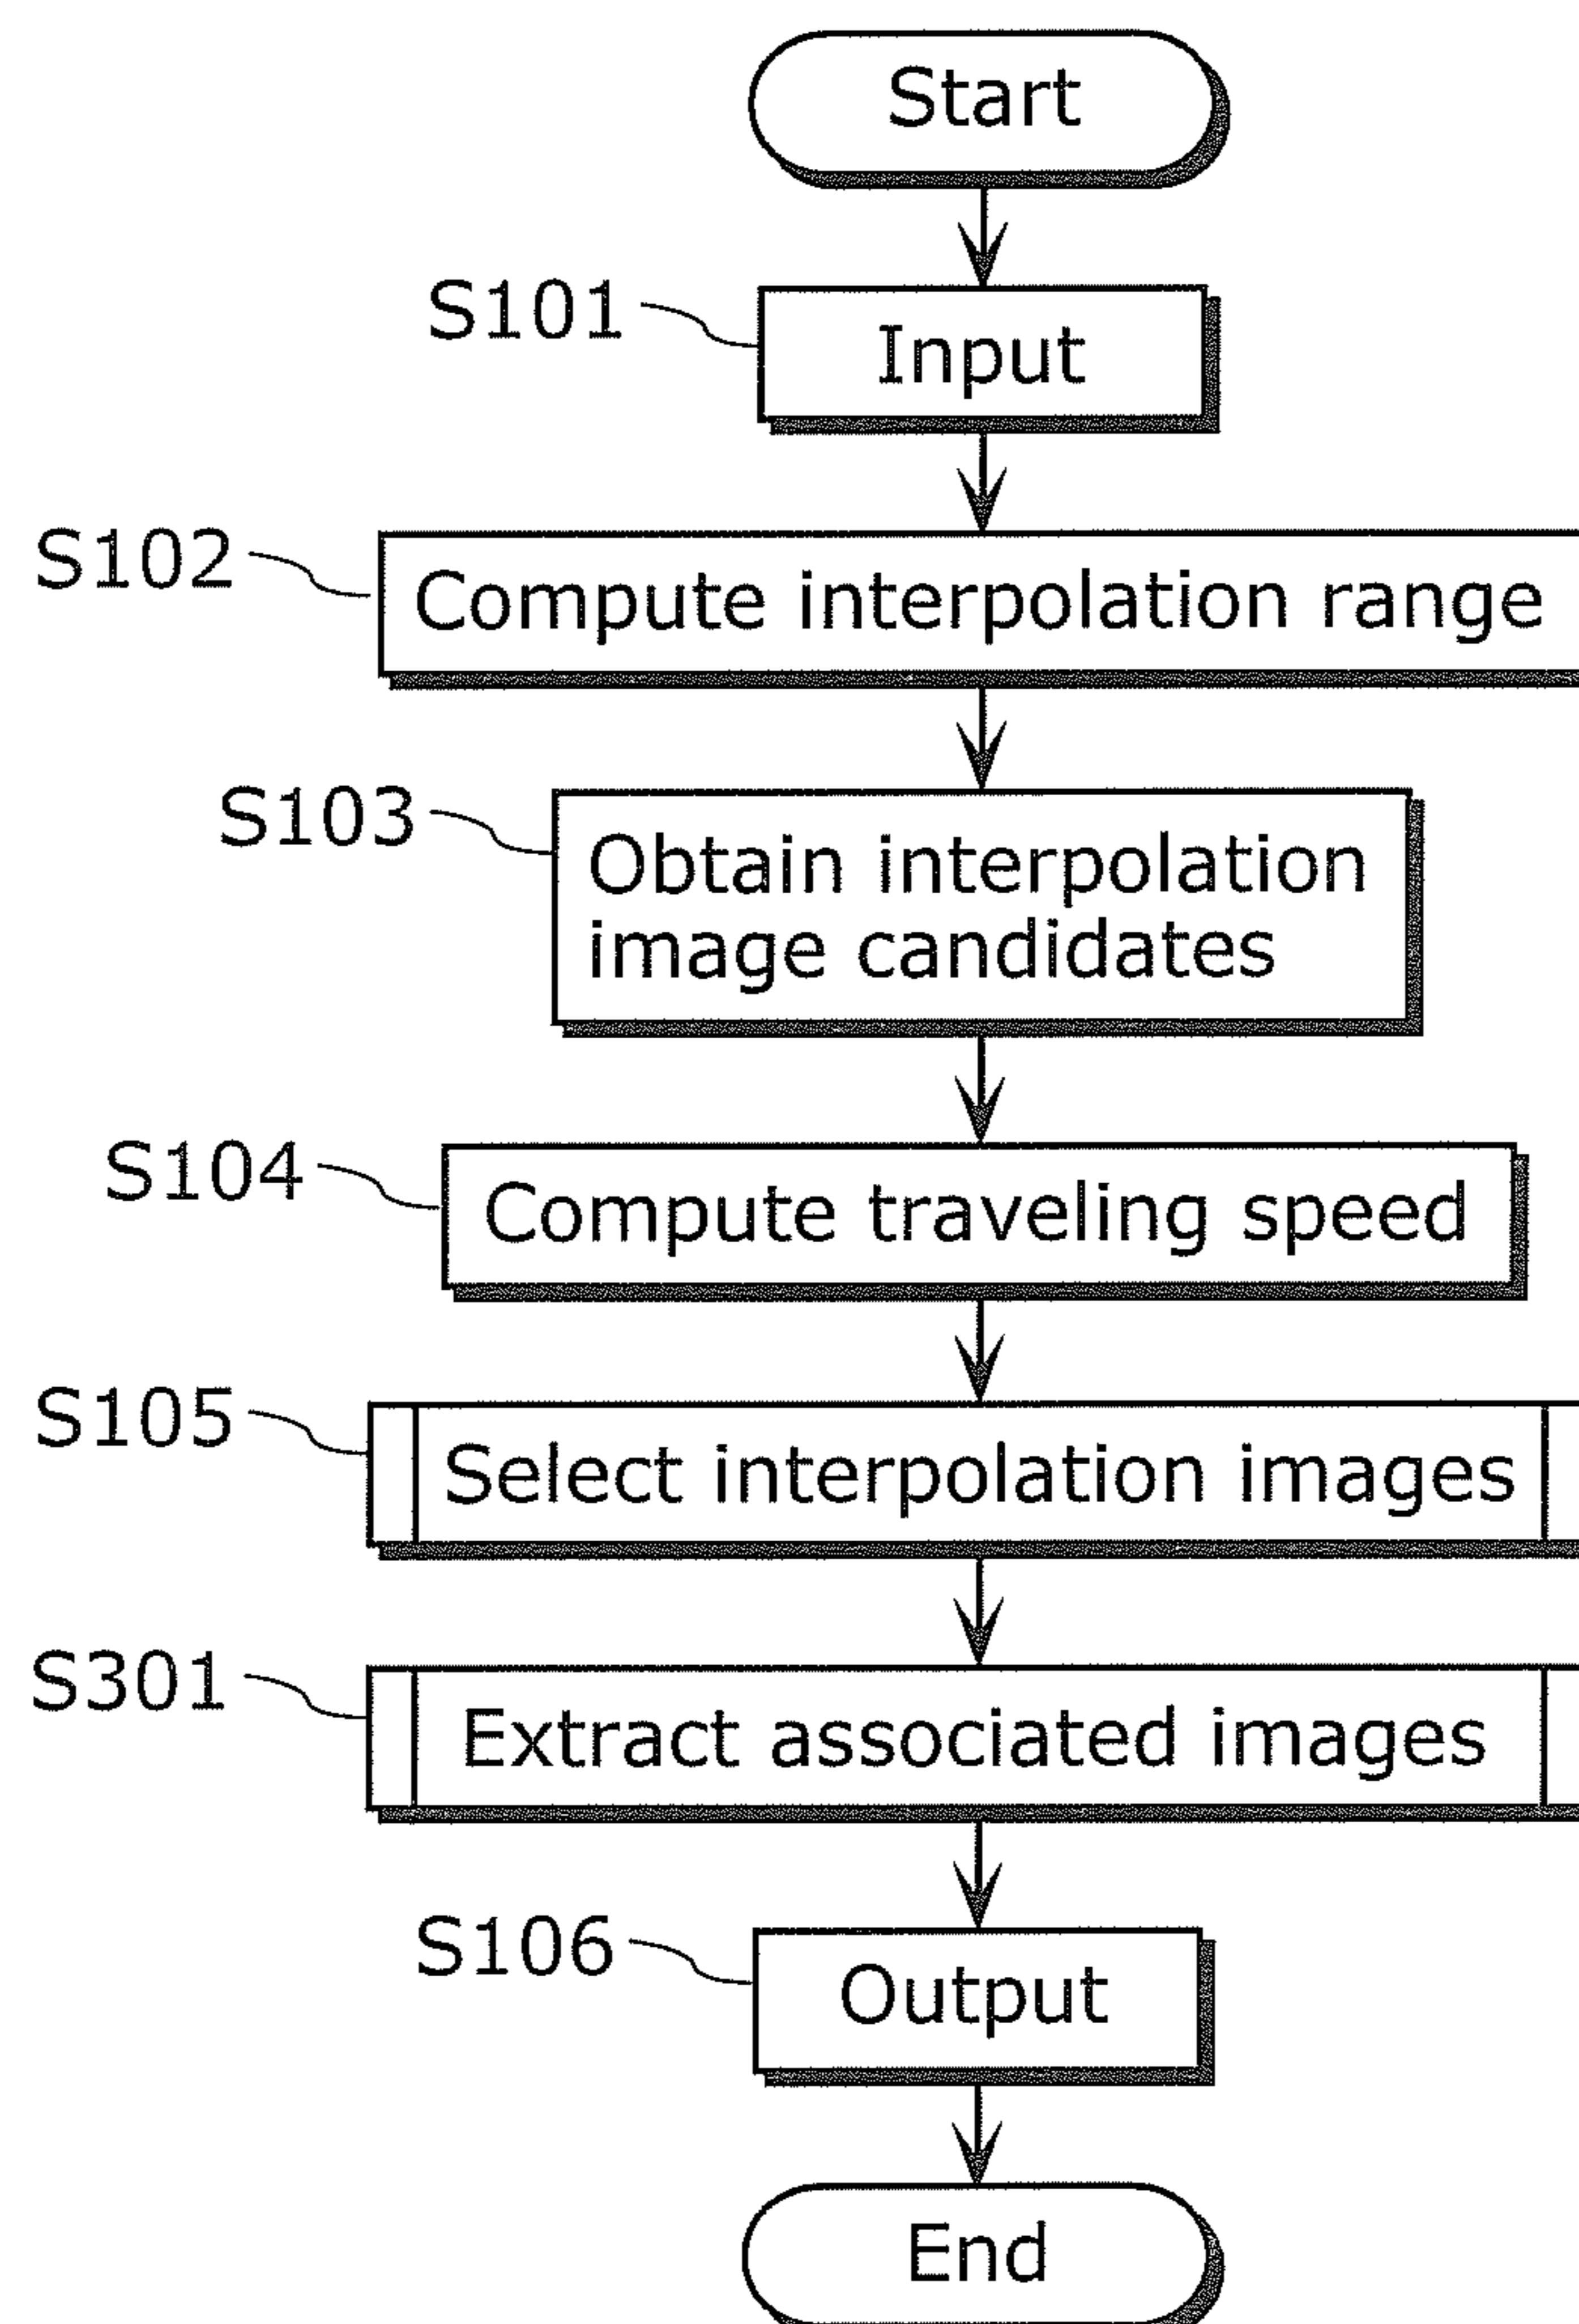 Start
S101
Input
S102
Compute interpolation range
S103
Obtain interpolation
image candidates
S104
Compute traveling speed
S105
Select interpolation images
S301
Extract associated images
S106
Output
End